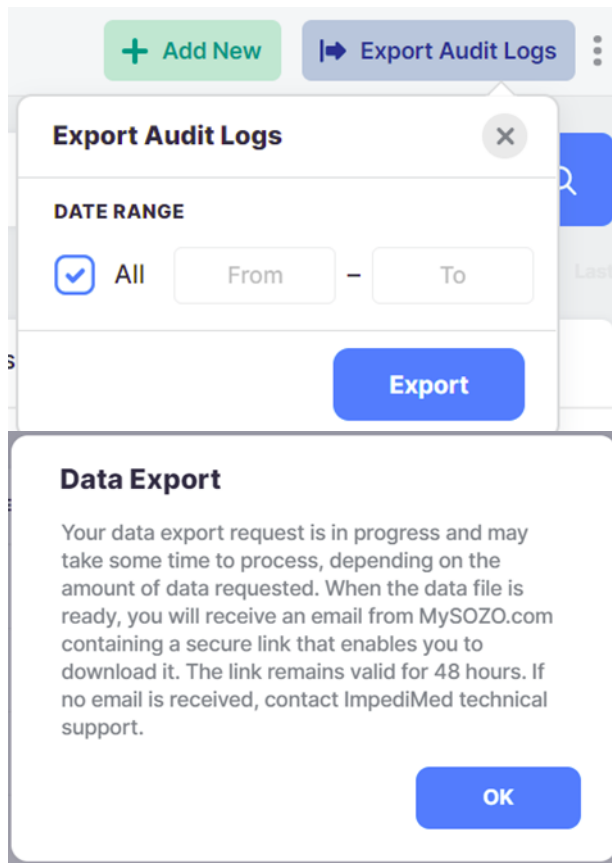 Add New
Export Audit Logs
Export Audit Logs
DATE RANGE
All
From
–
To
Last
S
Export
Data Export
Your data export request is in progress and may
take some time to process, depending on the
amount of data requested. When the data file is
ready, you will receive an email from MySOZO.com
containing a secure link that enables you to
download it. The link remains valid for 48 hours. If
no email is received, contact ImpediMed technical
support.
OK